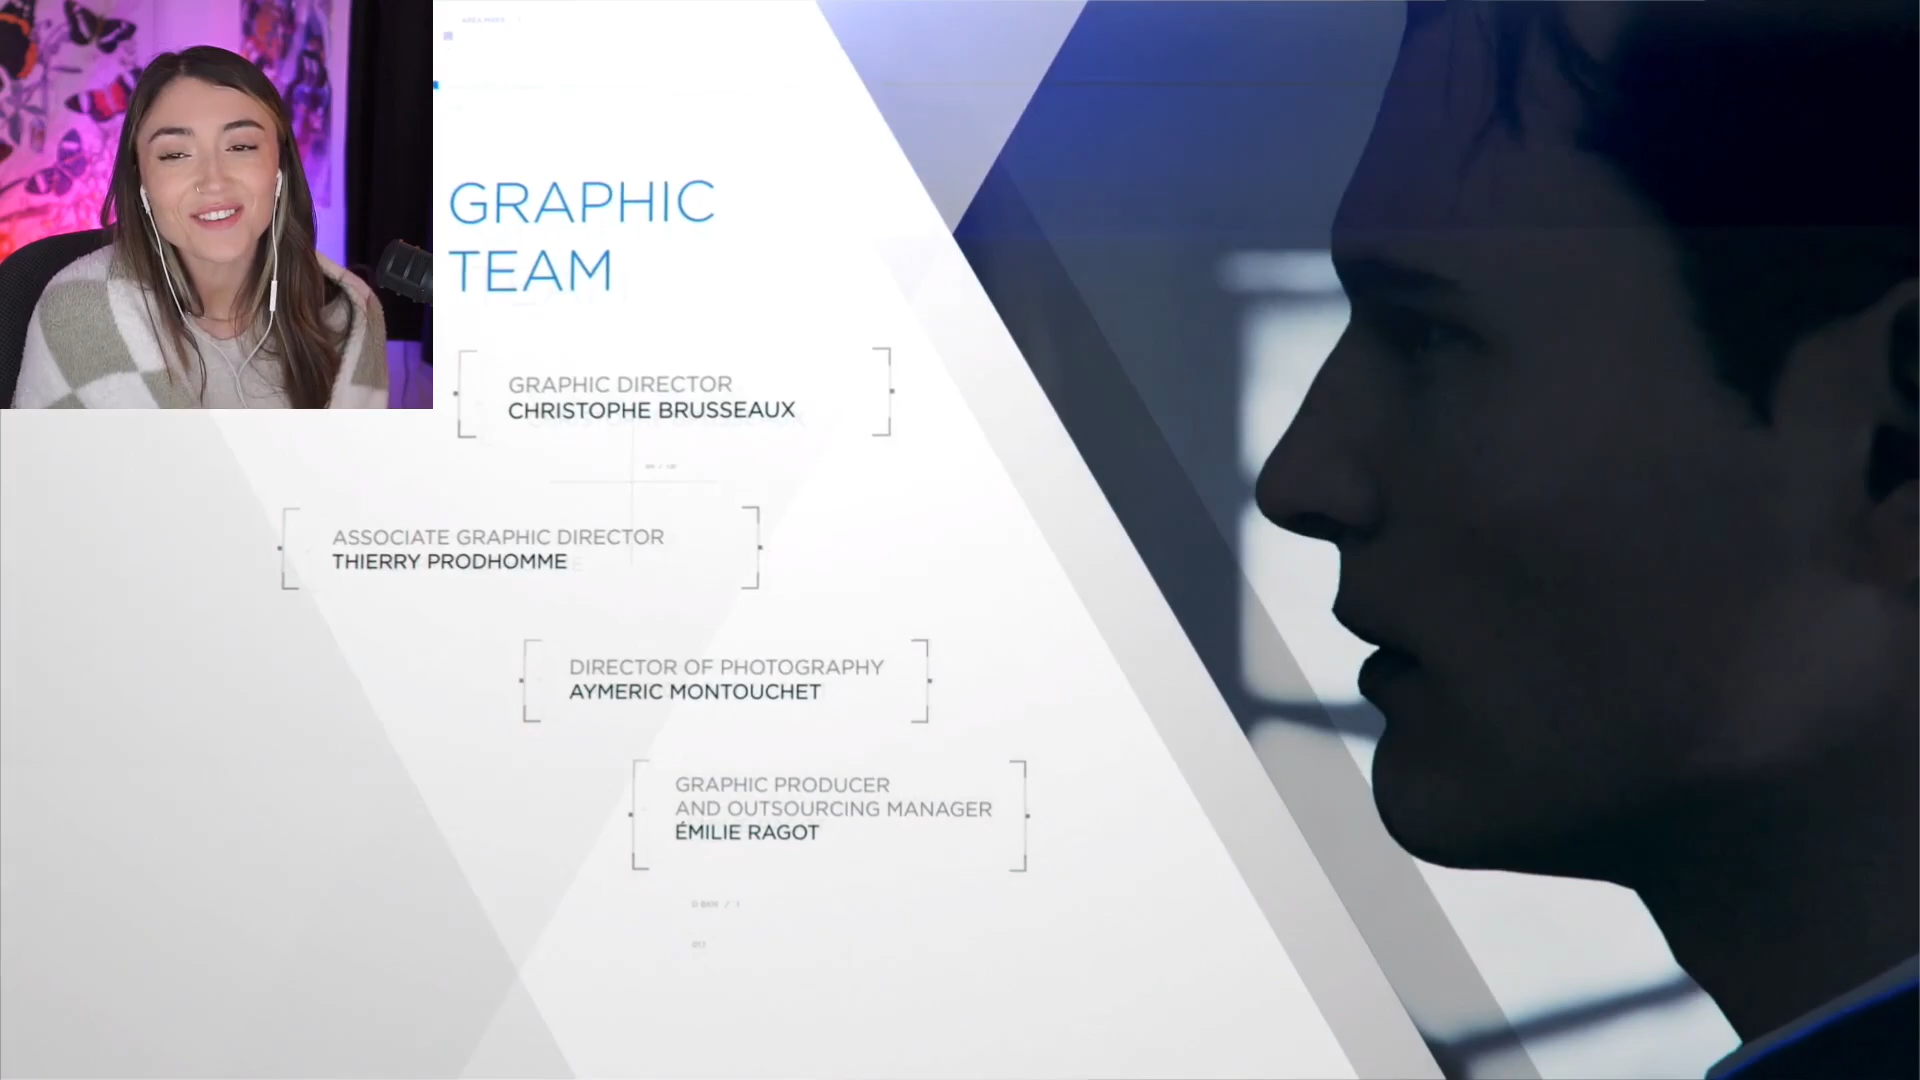 GRAPHIC
TEAM
GRAPHIC DIRECTOR
CHRISTOPHE BRUSSEAUX
ASSOCIATE GRAPHIC DIRECTOR
THIERRY PRODHOMME
DIRECTOR OF PHOTOGRAPHY
AYMERIC MONTOUCHET
GRAPHIC PRODUCER
AND OUTSOURCING MANAGER
ÉMILIE RAGOT